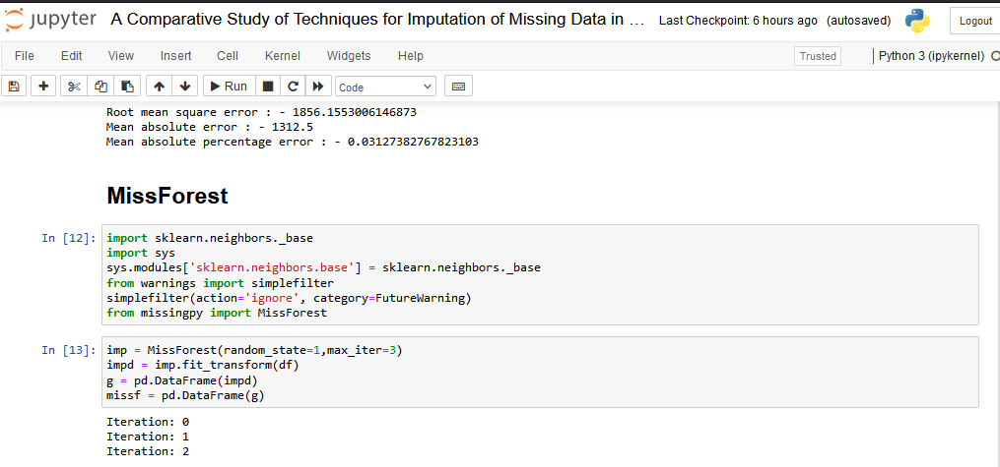 jupyter A Comparative Study of Techniques for Imputation of Missing Data in ... Last Checkpoint: 6 hours ago (autosaved) Logout
File Edit View Insert Cell Kernel Widgets Help Trusted Python 3 (ipykernel)
Run Code
Root mean square error : - 1856.1553006146873
Mean absolute error : - 1312.5
Mean absolute percentage error : - 0.03127382767823103
MissForest
In [12]: import sklearn.neighbors._base
import sys
sys.modules['sklearn.neighbors.base'] = sklearn.neighbors._base
from warnings import simplefilter
simplefilter(action='ignore', category=FutureWarning)
from missingpy import MissForest
In [13]: imp = MissForest(random_state=1,max_iter=3)
impd = imp.fit_transform(df)
g = pd.DataFrame(impd)
missf = pd.DataFrame(g)
Iteration: 0
Iteration: 1
Iteration: 2